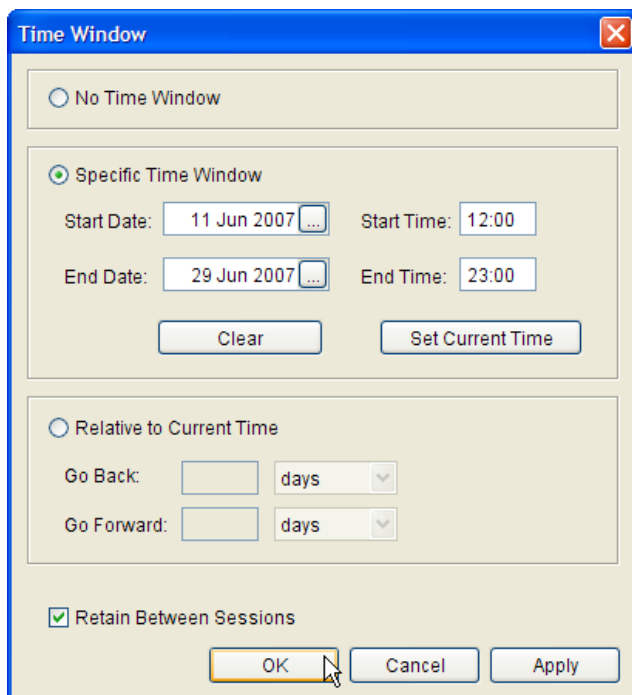 Time Window
No Time Window
Specific Time Window
Start Date: 11 Jun 2007 ... Start Time: 12:00
End Date: 29 Jun 2007 ... End Time: 23:00
Clear Set Current Time
Relative to Current Time
Go Back: days
Go Forward: days
Retain Between Sessions
OK Cancel Apply